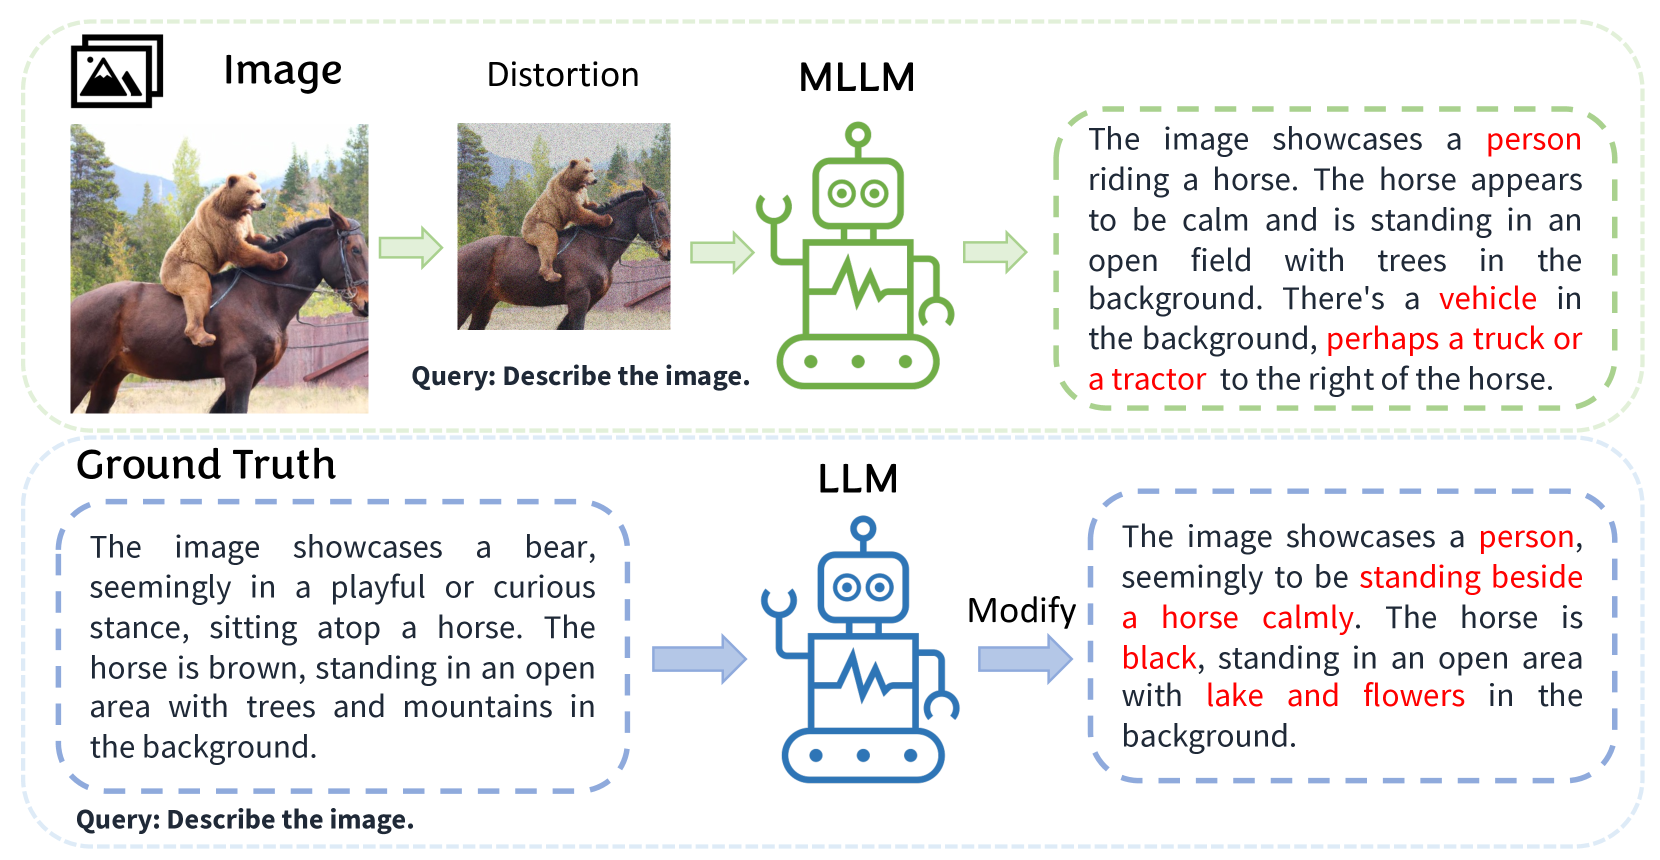 Image
Distortion
MLLM
The image showcases a person
riding a horse. The horse appears
to be calm and is standing in an
open field with trees in the
background. There's a vehicle in
the background, perhaps a truck or
a tractor to the right of the horse.
Query: Describe the image.
Ground Truth
LLM
The image showcases a bear,
seemingly in a playful or curious
stance, sitting atop a horse. The
horse is brown, standing in an open
area with trees and mountains in
the background.
Modify
The image showcases a person,
seemingly to be standing beside
a horse calmly. The horse is
black, standing in an open area
with lake and flowers in the
background.
Query: Describe the image.